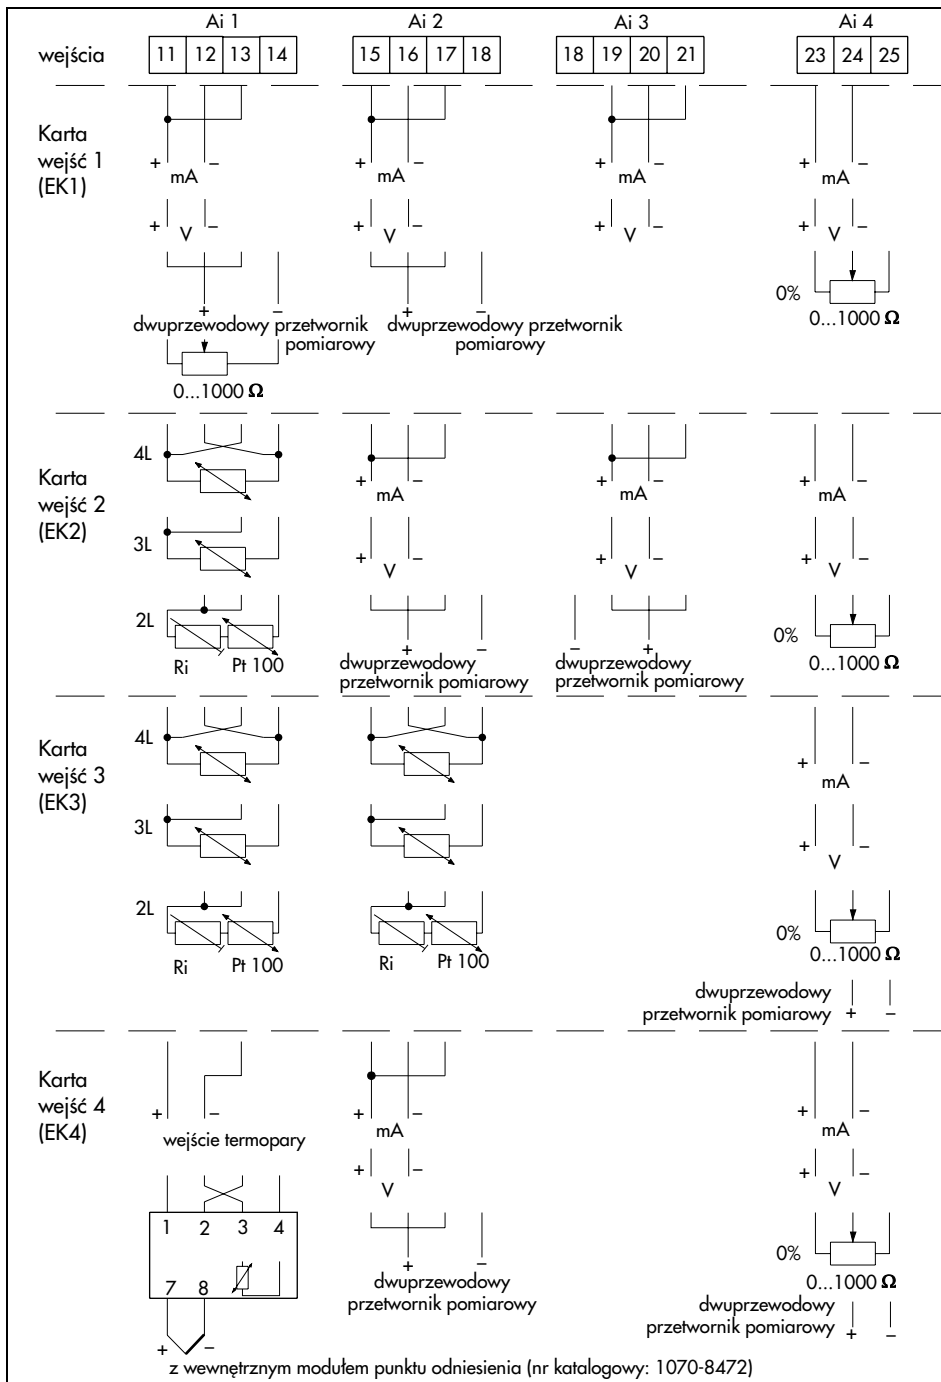 Ai 1 Ai 2 Ai 3 Ai 4
wejścia 11 12 13 14 15 16 17 18 18 19 20 21 23 24 25
Karta
wejść 1
(EK1)
+ − + − + − + −
mA mA mA mA
+ V − + V − + V − + V −
0%
0...1000 Ω
+ − + −
dwuprzewodowy przetwornik
pomiarowy
dwuprzewodowy przetwornik
pomiarowy
0...1000 Ω
Karta
wejść 2
(EK2)
4L
+ − + − + −
mA mA mA
3L
+ V − + V − + V −
2L
Ri Pt 100
+ − − +
dwuprzewodowy
przetwornik pomiarowy
dwuprzewodowy
przetwornik pomiarowy
0%
0...1000 Ω
Karta
wejść 3
(EK3)
4L
+ −
mA
3L
+ V −
2L
Ri Pt 100 Ri Pt 100
0%
0...1000 Ω
dwuprzewodowy
przetwornik pomiarowy + −
Karta
wejść 4
(EK4)
+ − + − + −
wejście termopary
mA mA
+ V − + V −
1 2 3 4
7 8
+ −
+ −
dwuprzewodowy
przetwornik pomiarowy
0%
0...1000 Ω
dwuprzewodowy
przetwornik pomiarowy + −
z wewnętrznym modułem punktu odniesienia (nr katalogowy: 1070-8472)